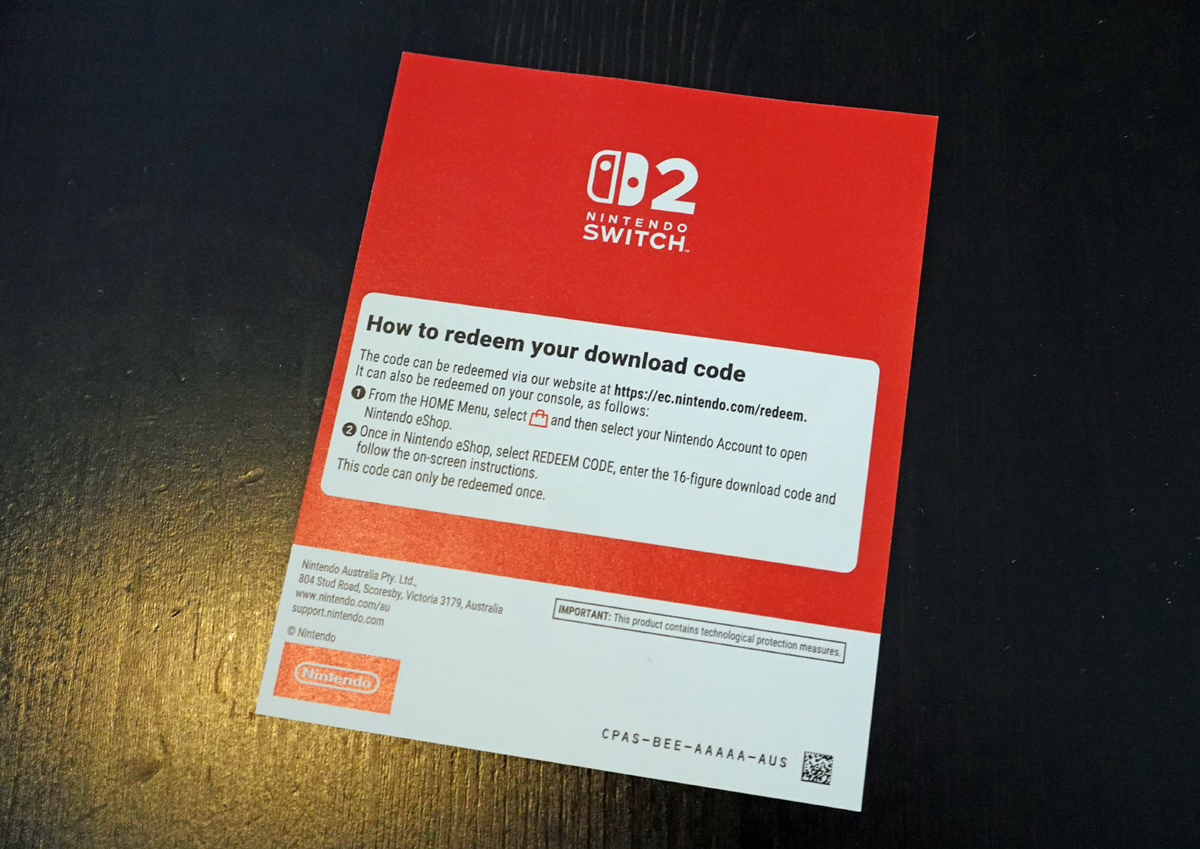 2
NINTENDO
SWITCH™
How to redeem your download code
The code can be redeemed via our website at https://ec.nintendo.com/redeem.
It can also be redeemed on your console, as follows:
1 From the HOME Menu, select and then select your Nintendo Account to open
Nintendo eShop.
2 Once in Nintendo eShop, select REDEEM CODE, enter the 16-figure download code and
follow the on-screen instructions.
This code can only be redeemed once.
Nintendo Australia Pty. Ltd.,
804 Stud Road, Scoresby, Victoria 3179, Australia
www.nintendo.com/au
support.nintendo.com
© Nintendo
Nintendo
IMPORTANT: This product contains technological protection measures.
CPAS-BEE-AAAAA-AUS